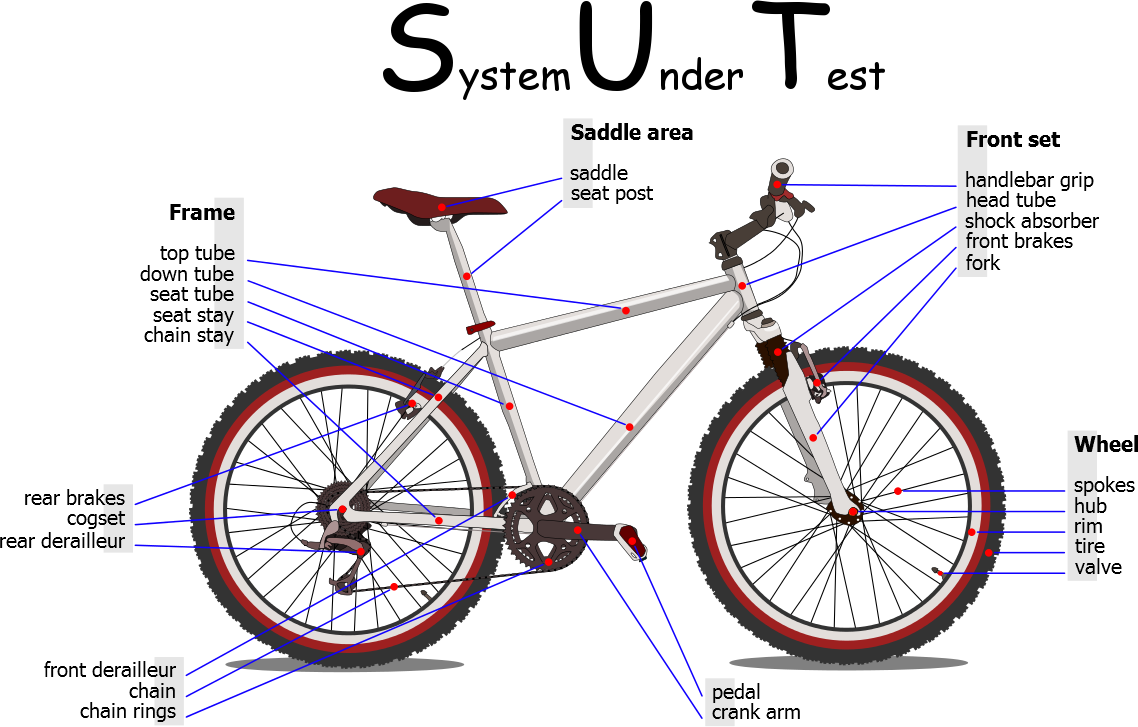 System Under Test
Saddle area
saddle
seat post
Front set
handlebar grip
head tube
shock absorber
front brakes
fork
Frame
top tube
down tube
seat tube
seat stay
chain stay
Wheel
spokes
hub
rim
tire
valve
rear brakes
cogset
rear derailleur
front derailleur
chain
chain rings
pedal
crank arm